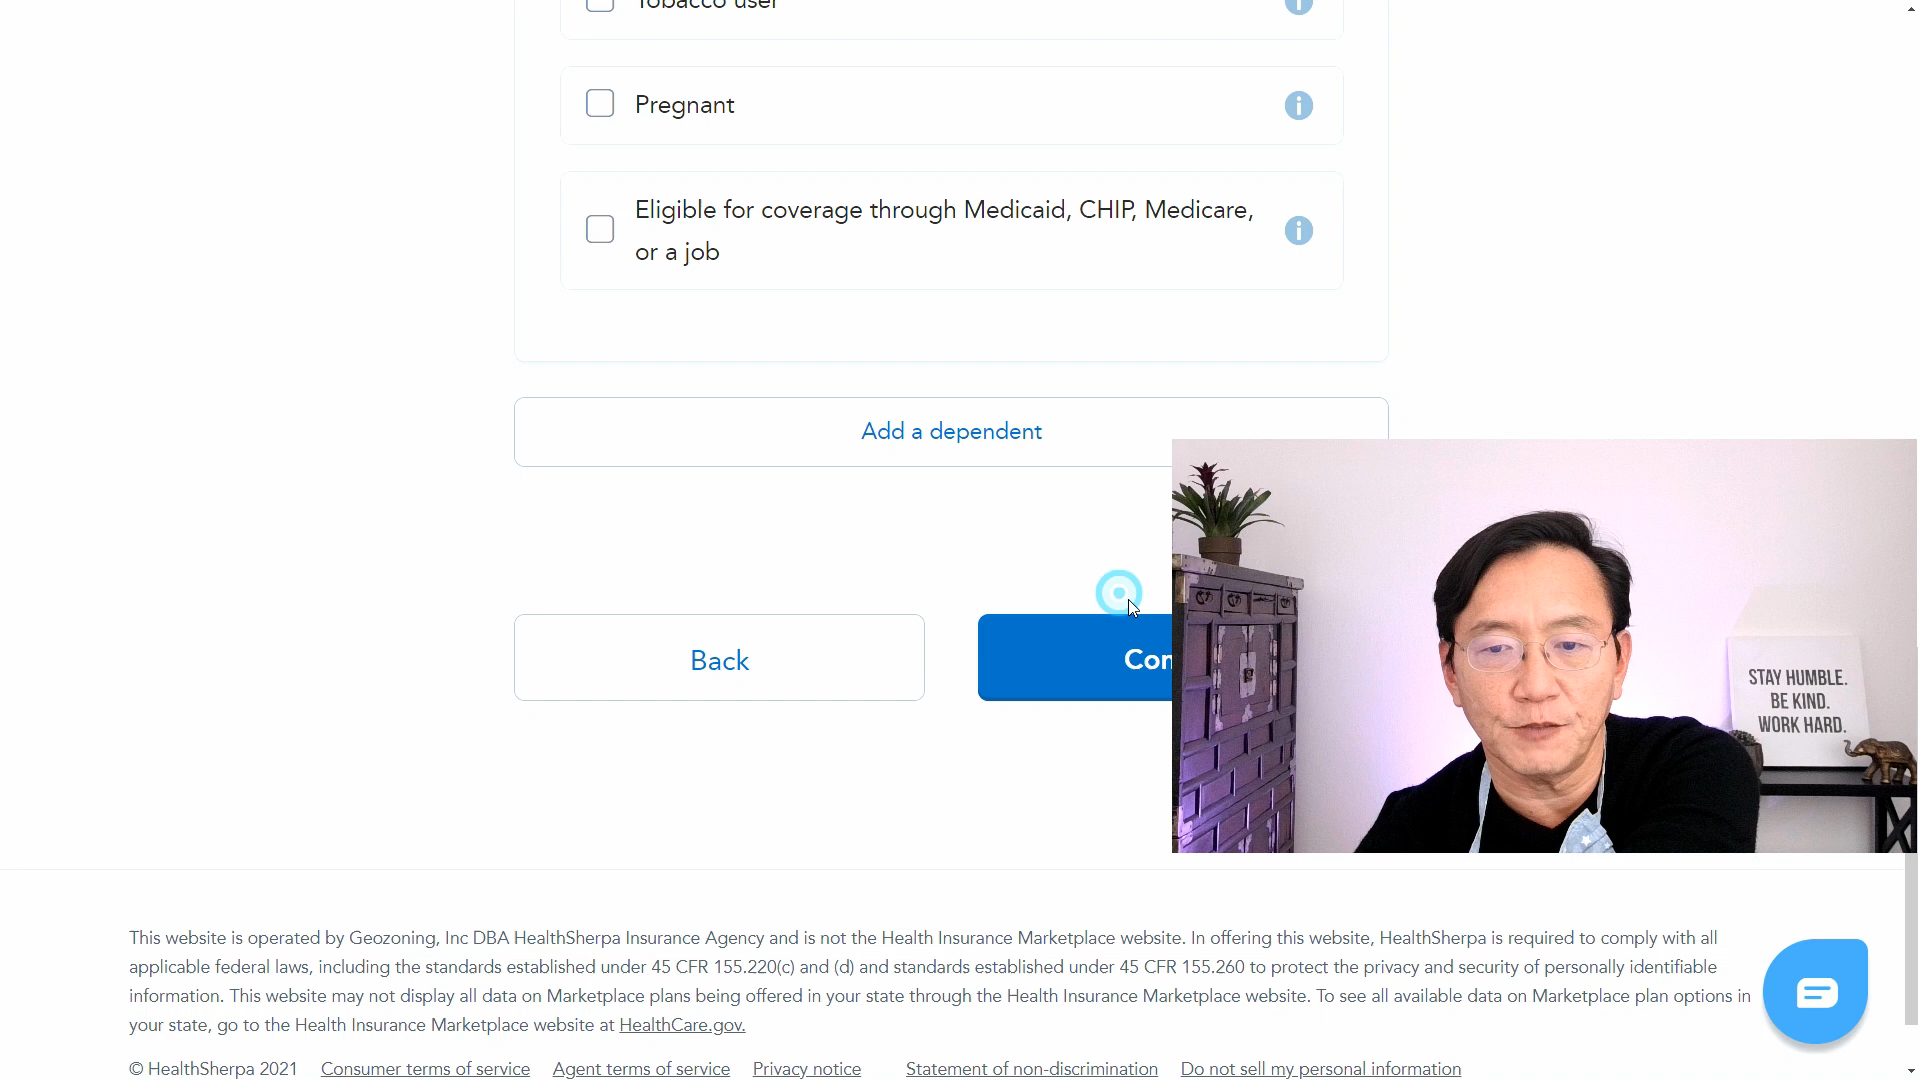 Tobacco user
Pregnant
Eligible for coverage through Medicaid, CHIP, Medicare,
or a job
Add a dependent
Back
STAY HUMBLE.
BE KIND.
WORK HARD.
This website is operated by Geozoning, Inc DBA HealthSherpa Insurance Agency and is not the Health Insurance Marketplace website. In offering this website, HealthSherpa is required to comply with all
applicable federal laws, including the standards established under 45 CFR 155.220(c) and (d) and standards established under 45 CFR 155.260 to protect the privacy and security of personally identifiable
information. This website may not display all data on Marketplace plans being offered in your state through the Health Insurance Marketplace website. To see all available data on Marketplace plan options in
your state, go to the Health Insurance Marketplace website at HealthCare.gov.
© HealthSherpa 2021 Consumer terms of service Agent terms of service Privacy notice Statement of non-discrimination Do not sell my personal information